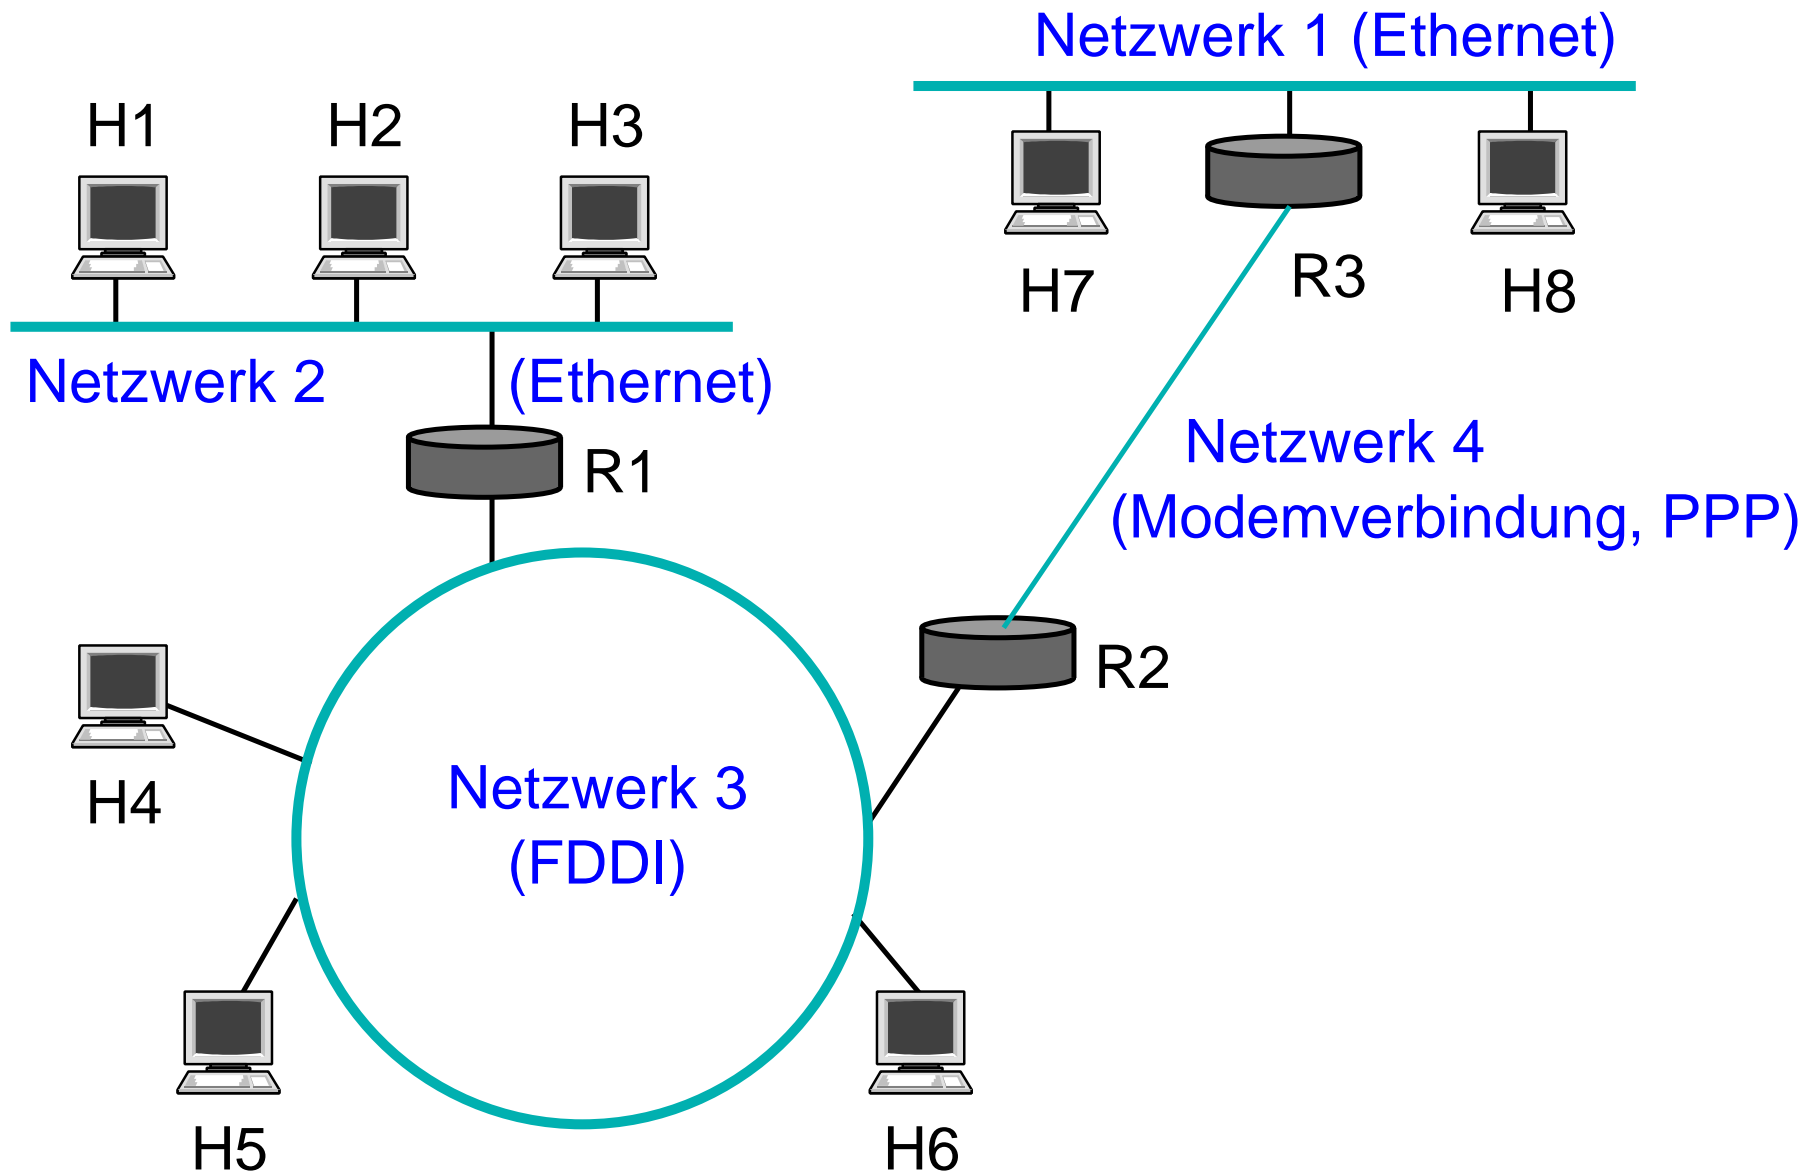 Netzwerk 1 (Ethernet)
H1
H2
H3
H7
R3
H8
Netzwerk 2
(Ethernet)
R1
Netzwerk 4
(Modemverbindung, PPP)
R2
H4
Netzwerk 3
(FDDI)
H5
H6